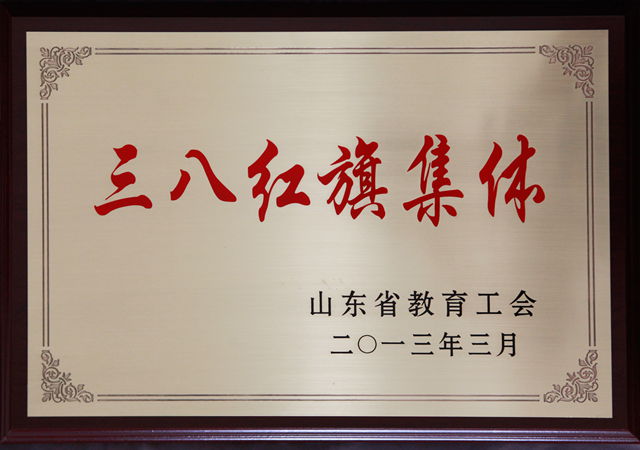 三八红旗集体
山东省教育工会
二〇一三年三月